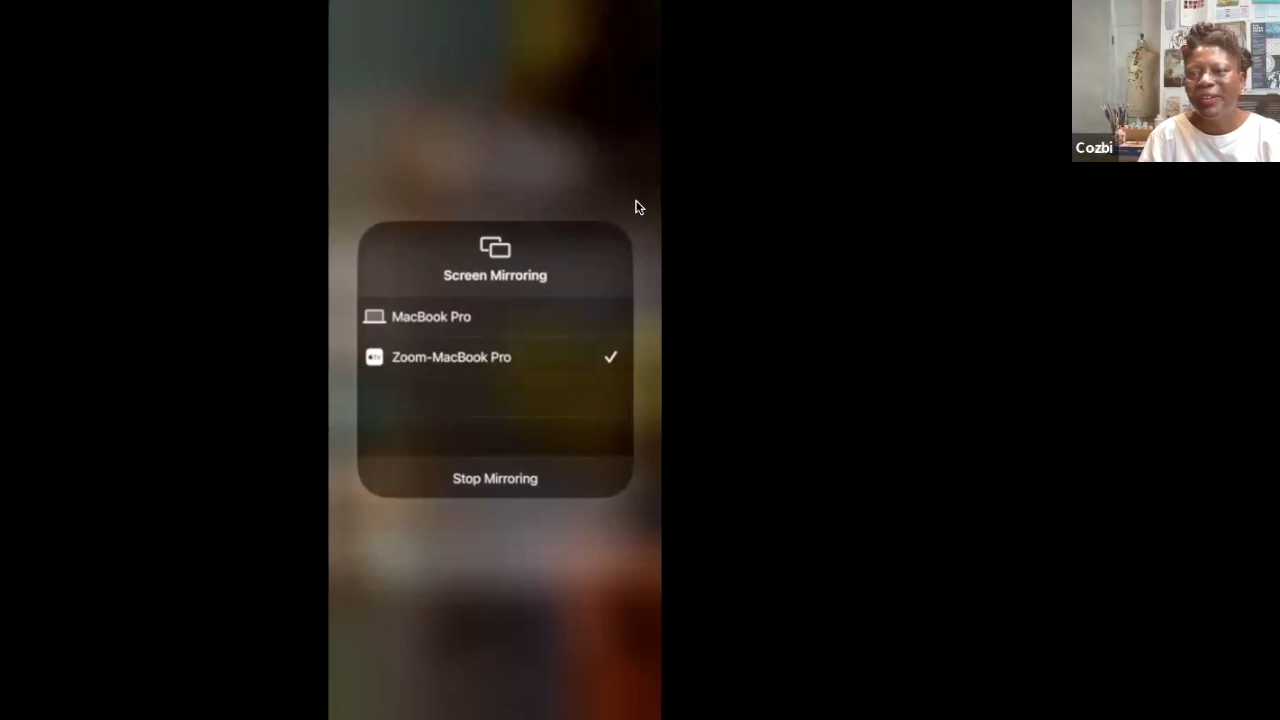 Screen Mirroring
MacBook Pro
Zoom-MacBook Pro
Stop Mirroring
Cozbi